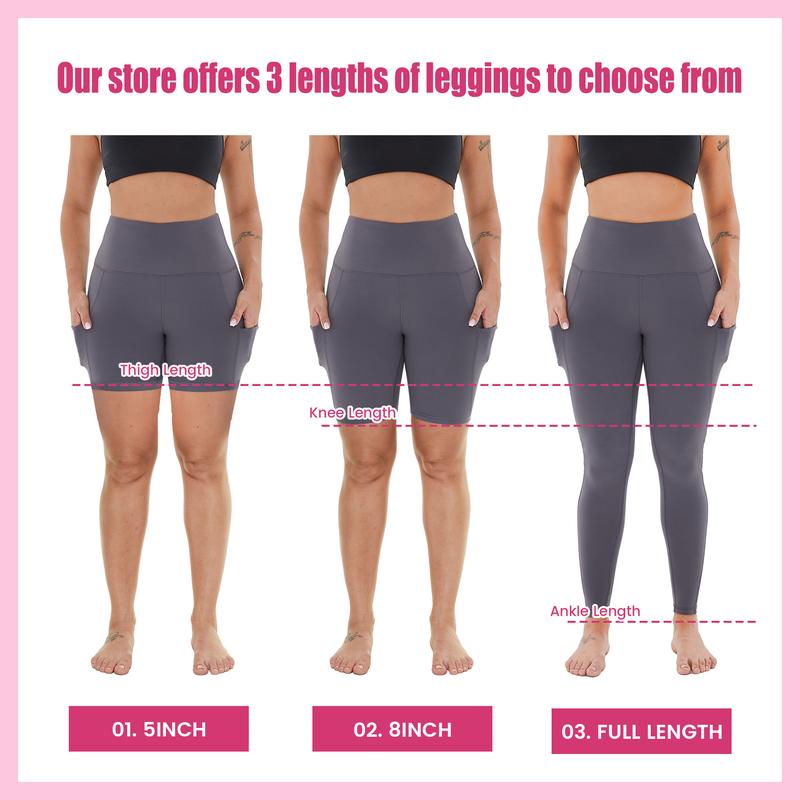 Our store offers 3 lengths of leggings to choose from
Thigh Length
Knee Length
Ankle Length
01. 5INCH
02. 8INCH
03. FULL LENGTH